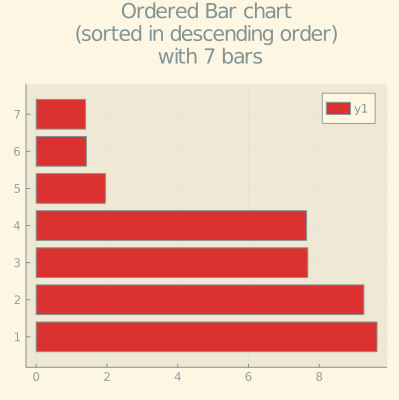 Ordered Bar chart
(sorted in descending order)
with 7 bars
y1
7
6
5
4
3
2
1
0 2 4 6 8